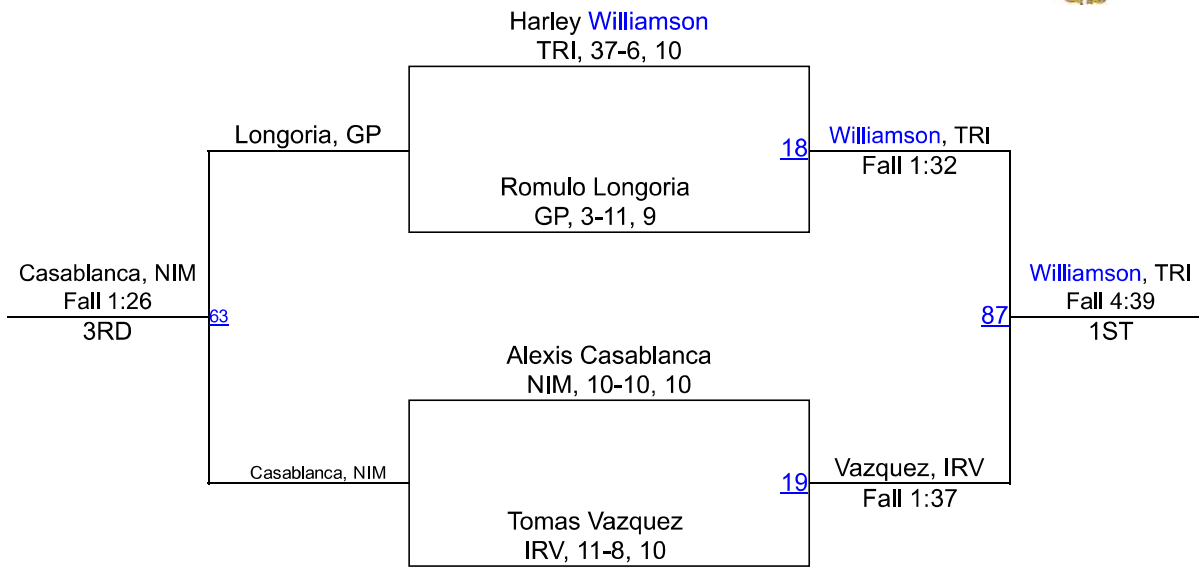 Harley Williamson
TRI, 37-6, 10
Longoria, GP
18
Williamson, TRI
Fall 1:32
Romulo Longoria
GP, 3-11, 9
Casablanca, NIM
Fall 1:26
3RD
63
87
Williamson, TRI
Fall 4:39
1ST
Alexis Casablanca
NIM, 10-10, 10
Casablanca, NIM
19
Vazquez, IRV
Fall 1:37
Tomas Vazquez
IRV, 11-8, 10